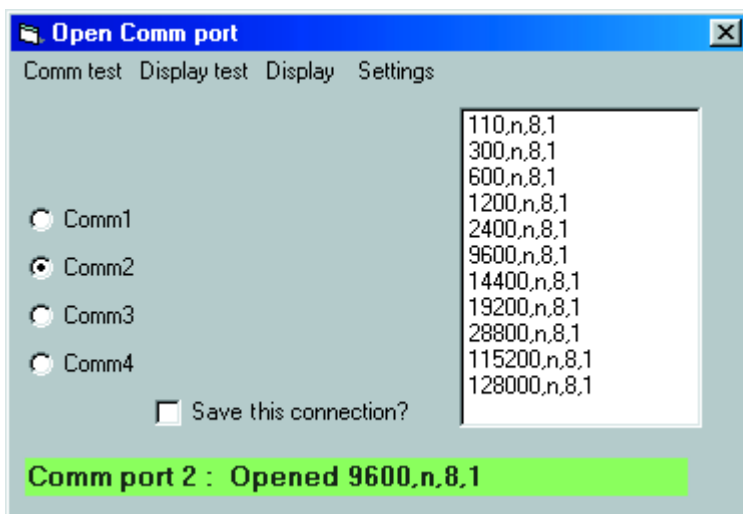 Open Comm port
Comm test Display test Display Settings
110,n,8,1
300,n,8,1
600,n,8,1
1200,n,8,1
2400,n,8,1
9600,n,8,1
14400,n,8,1
19200,n,8,1
28800,n,8,1
115200,n,8,1
128000,n,8,1
Comm1
Comm2
Comm3
Comm4
Save this connection?
Comm port 2 : Opened 9600,n,8,1